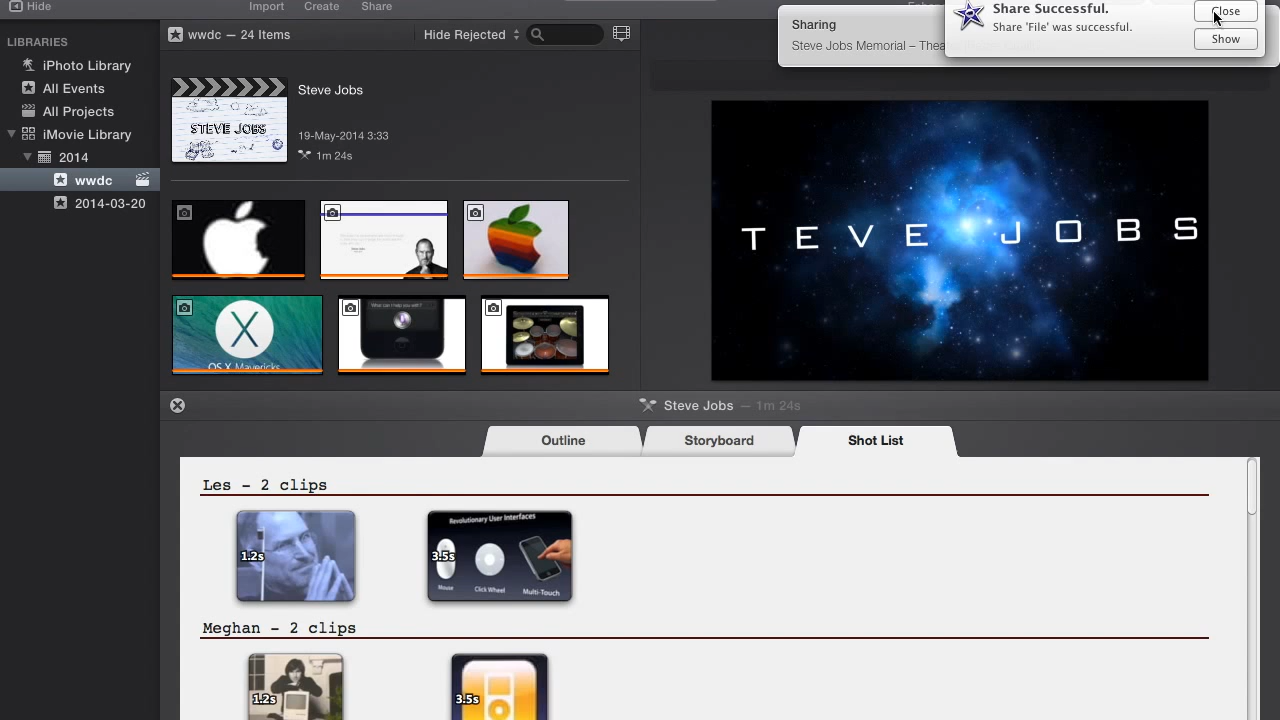 Hide
Import
Create
Share
LIBRARIES
iPhoto Library
All Events
All Projects
iMovie Library
2014
wwdc
2014-03-20
wwdc — 24 Items
Hide Rejected
Steve Jobs
19-May-2014 3:33
1m 24s
STEVE JOBS
What can I help you with?
X
OS X Mavericks
Sharing
Steve Jobs Memorial – Thea
Share Successful.
Share 'File' was successful.
Close
Show
TEVE JOBS
Steve Jobs — 1m 24s
Outline
Storyboard
Shot List
Les - 2 clips
1.2s
3.5s
Revolutionary User Interfaces
Mouse
Click Wheel
Multi-Touch
Meghan - 2 clips
1.2s
3.5s